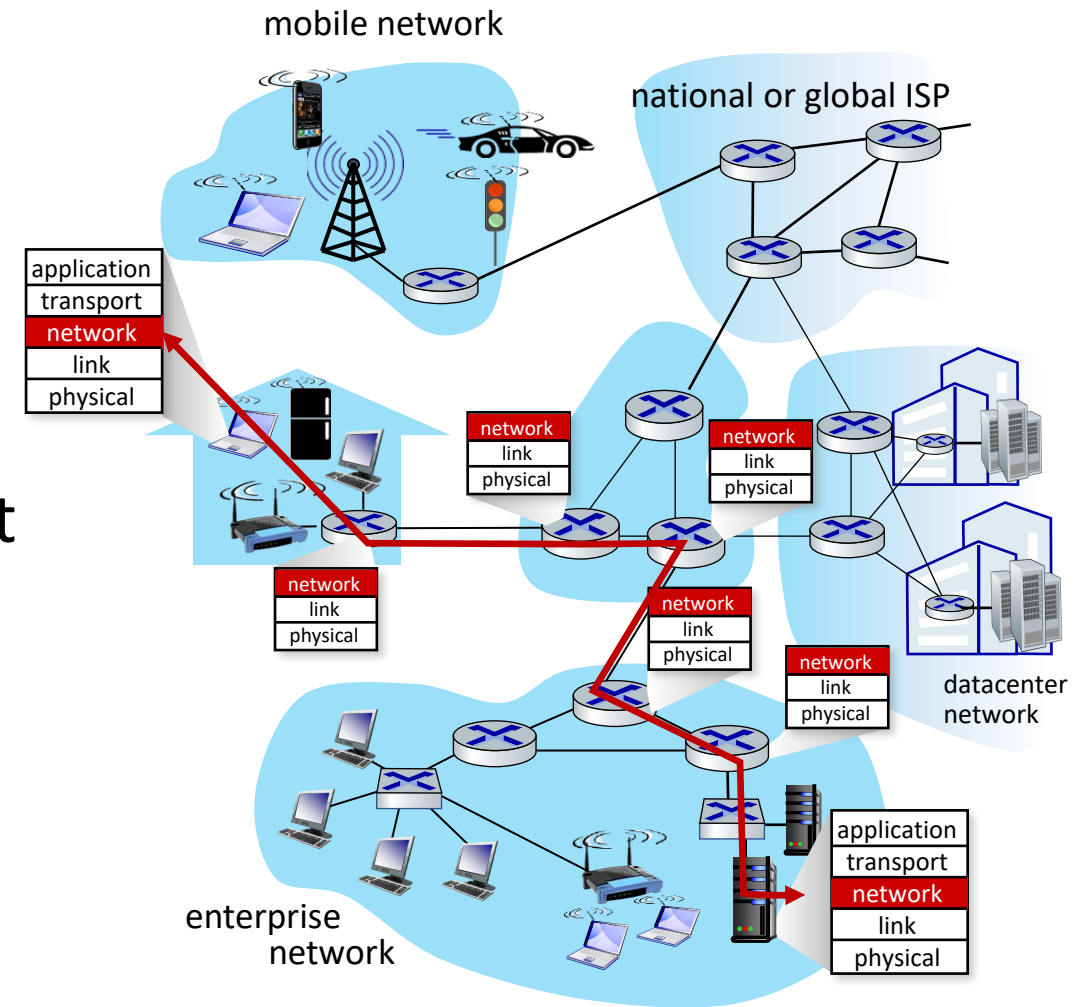 mobile network
national or global ISP
application
transport
network
link
physical
network
link
physical
network
link
physical
t
network
link
physical
network
link
physical
network
link
physical
datacenter
network
application
transport
network
link
physical
enterprise
network